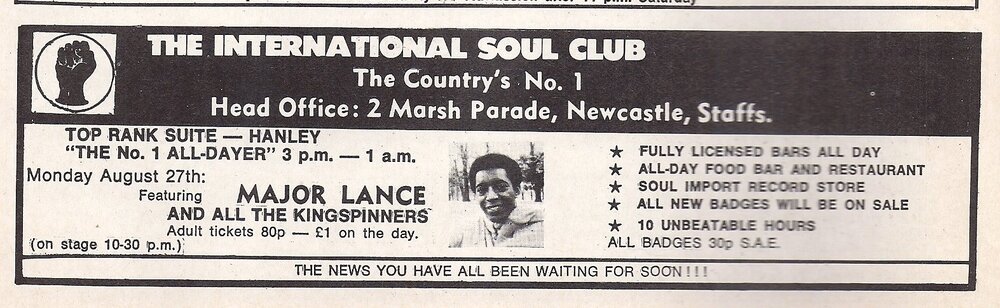 THE INTERNATIONAL SOUL CLUB
The Country's No. 1
Head Office: 2 Marsh Parade, Newcastle, Staffs.
TOP RANK SUITE — HANLEY
"THE No. 1 ALL-DAYER" 3 p.m. — 1 a.m.
Monday August 27th:
Featuring MAJOR LANCE
AND ALL THE KINGSPINNERS
Adult tickets 80p — £1 on the day.
(on stage 10-30 p.m.)
★ FULLY LICENSED BARS ALL DAY
★ ALL-DAY FOOD BAR AND RESTAURANT
★ SOUL IMPORT RECORD STORE
★ ALL NEW BADGES WILL BE ON SALE
★ 10 UNBEATABLE HOURS
ALL BADGES 30p S.A.E.
THE NEWS YOU HAVE ALL BEEN WAITING FOR SOON!!!